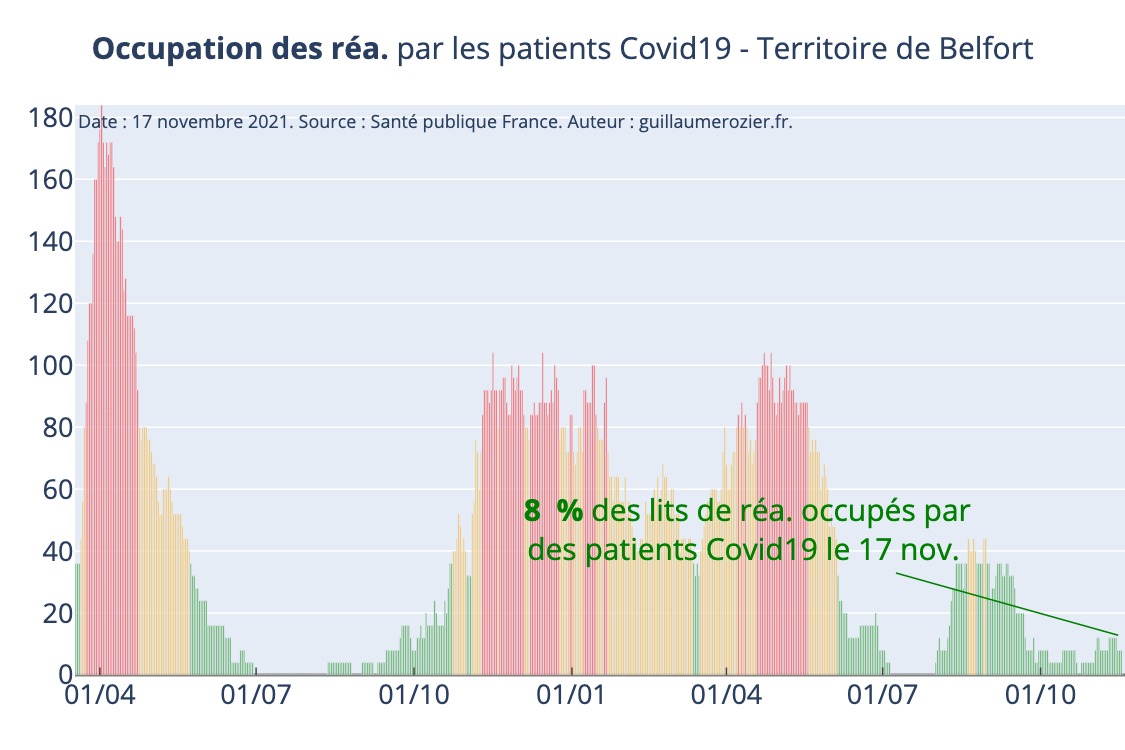 Occupation des réa. par les patients Covid19 - Territoire de Belfort
180
Date : 17 novembre 2021. Source : Santé publique France. Auteur : guillaumerozier.fr.
160
140
120
100
80
60
8 % des lits de réa. occupés par
des patients Covid19 le 17 nov.
40
20
0
01/04 01/07 01/10 01/01 01/04 01/07 01/10